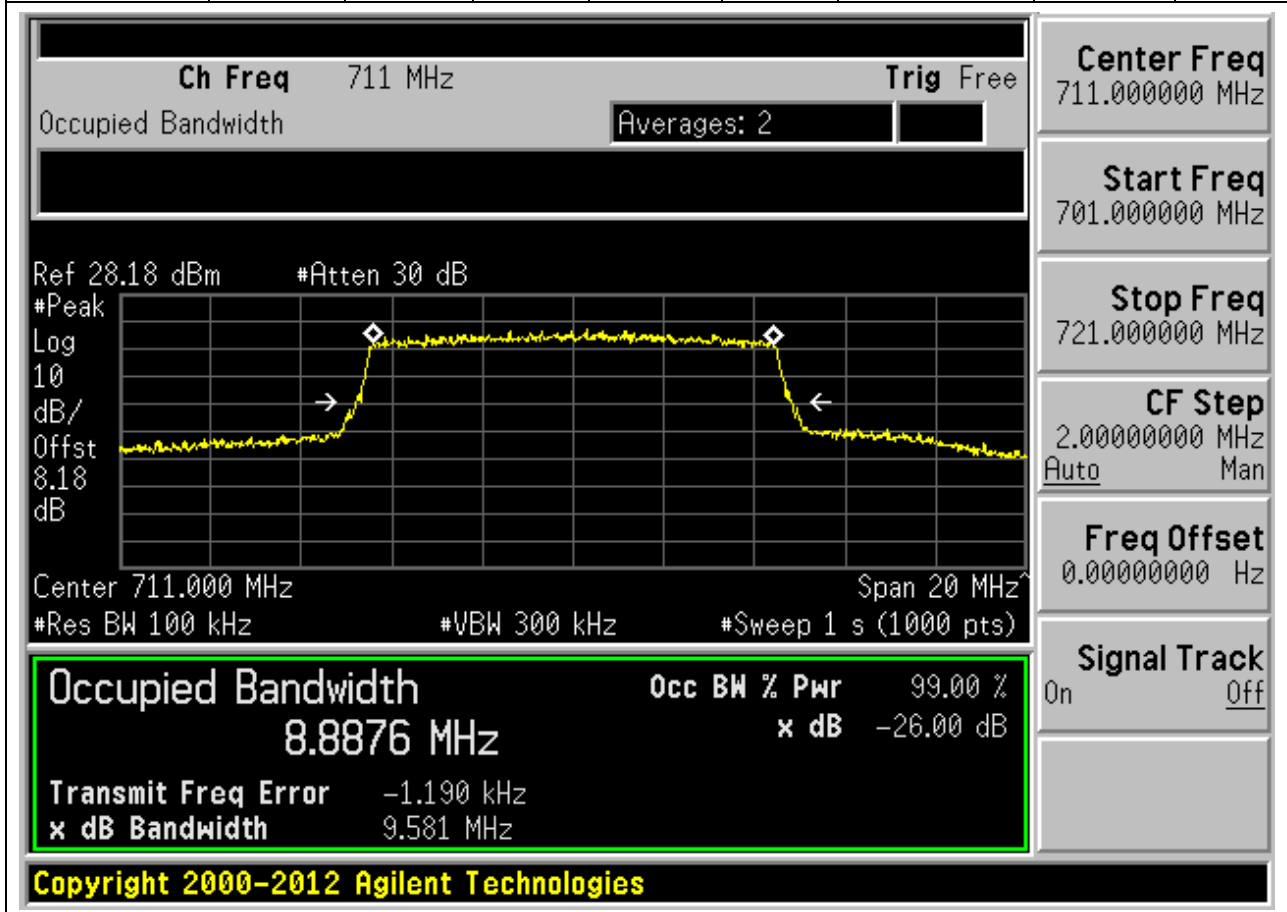 Ch Freq 711 MHz Trig Free
Occupied Bandwidth Averages: 2
Ref 28.18 dBm #Atten 30 dB
#Peak
Log
10
dB/
Offst
8.18
dB
Center 711.000 MHz Span 20 MHz^
#Res BW 100 kHz #VBW 300 kHz #Sweep 1 s (1000 pts)
Occupied Bandwidth Occ BW % Pwr 99.00 %
8.8876 MHz x dB -26.00 dB
Transmit Freq Error -1.190 kHz
x dB Bandwidth 9.581 MHz
Copyright 2000-2012 Agilent Technologies
Center Freq
711.000000 MHz
Start Freq
701.000000 MHz
Stop Freq
721.000000 MHz
CF Step
2.00000000 MHz
Auto Man
Freq Offset
0.00000000 Hz
Signal Track
On Off